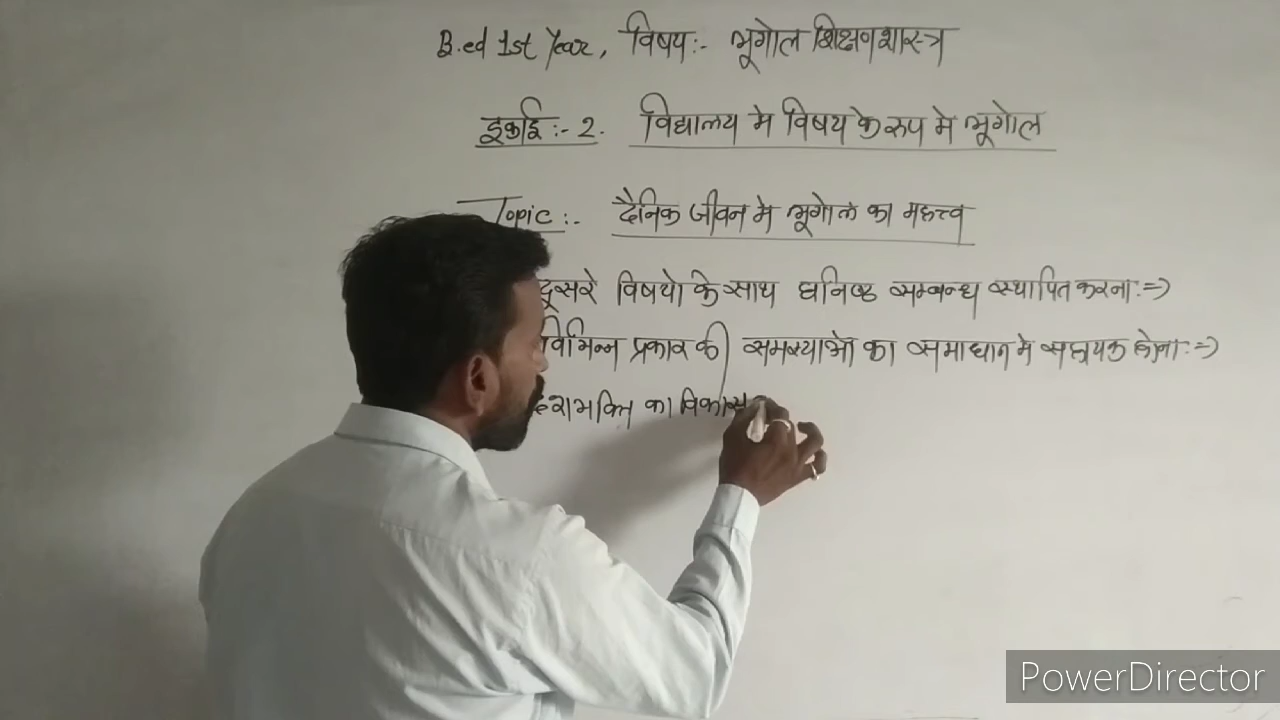 B.ed 1st Year, विषय:- भूगोल शिक्षणशास्त्र
इकाई :- 2. विद्यालय मे विषय के रुप मे भूगोल
Topic :- दैनिक जीवन मे भूगोल का महत्त्व
दूसरे विषयो के साथ घनिष्ठ सम्बन्ध स्थापित करना :=>
विभिन्न प्रकार की समस्याओ का समाधान मे सहायक होना :=>
देशभक्ति का विकास
PowerDirector